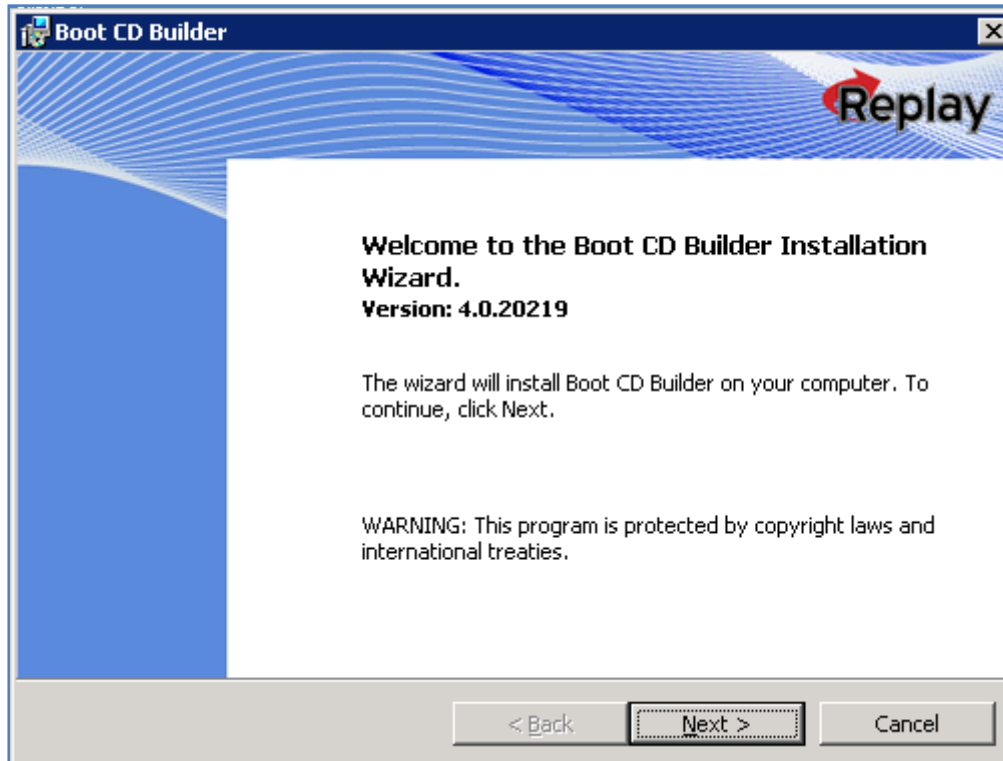 Boot CD Builder
Replay
Welcome to the Boot CD Builder Installation
Wizard.
Version: 4.0.20219
The wizard will install Boot CD Builder on your computer. To
continue, click Next.
WARNING: This program is protected by copyright laws and
international treaties.
< Back
Next >
Cancel